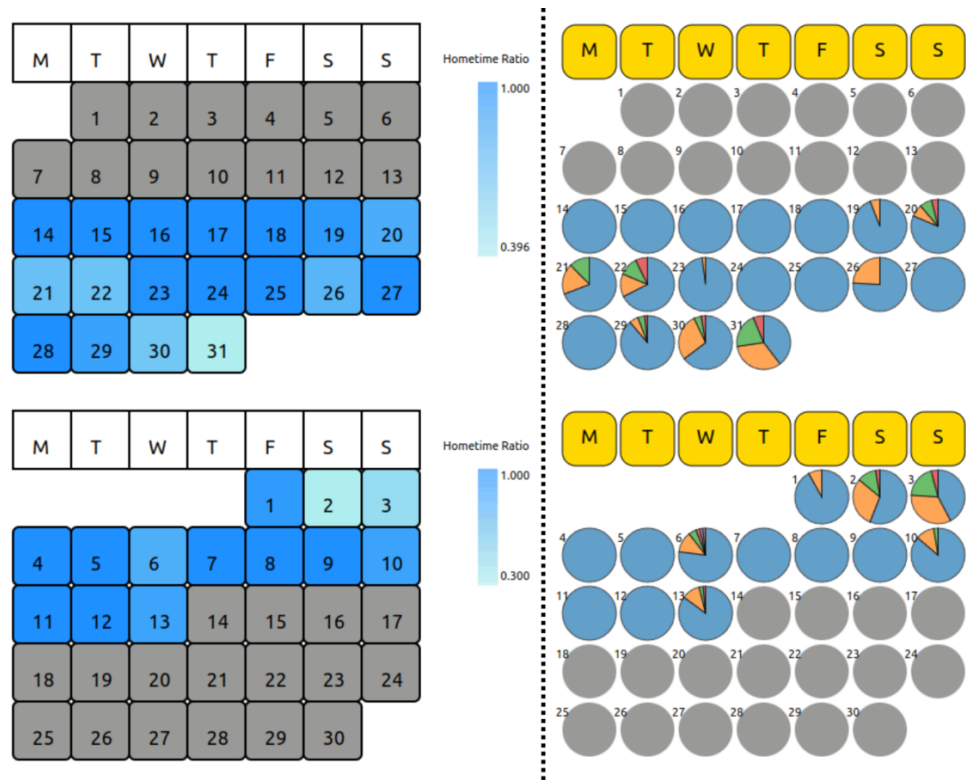 M T W T F S S
1 2 3 4 5 6
7 8 9 10 11 12 13
14 15 16 17 18 19 20
21 22 23 24 25 26 27
28 29 30 31
Hometime Ratio
1.000
0.396
M T W T F S S
1 2 3 4 5 6
7 8 9 10 11 12 13
14 15 16 17 18 19 20
21 22 23 24 25 26 27
28 29 30 31
M T W T F S S
1 2 3
4 5 6 7 8 9 10
11 12 13 14 15 16 17
18 19 20 21 22 23 24
25 26 27 28 29 30
Hometime Ratio
1.000
0.300
M T W T F S S
1 2 3
4 5 6 7 8 9 10
11 12 13 14 15 16 17
18 19 20 21 22 23 24
25 26 27 28 29 30